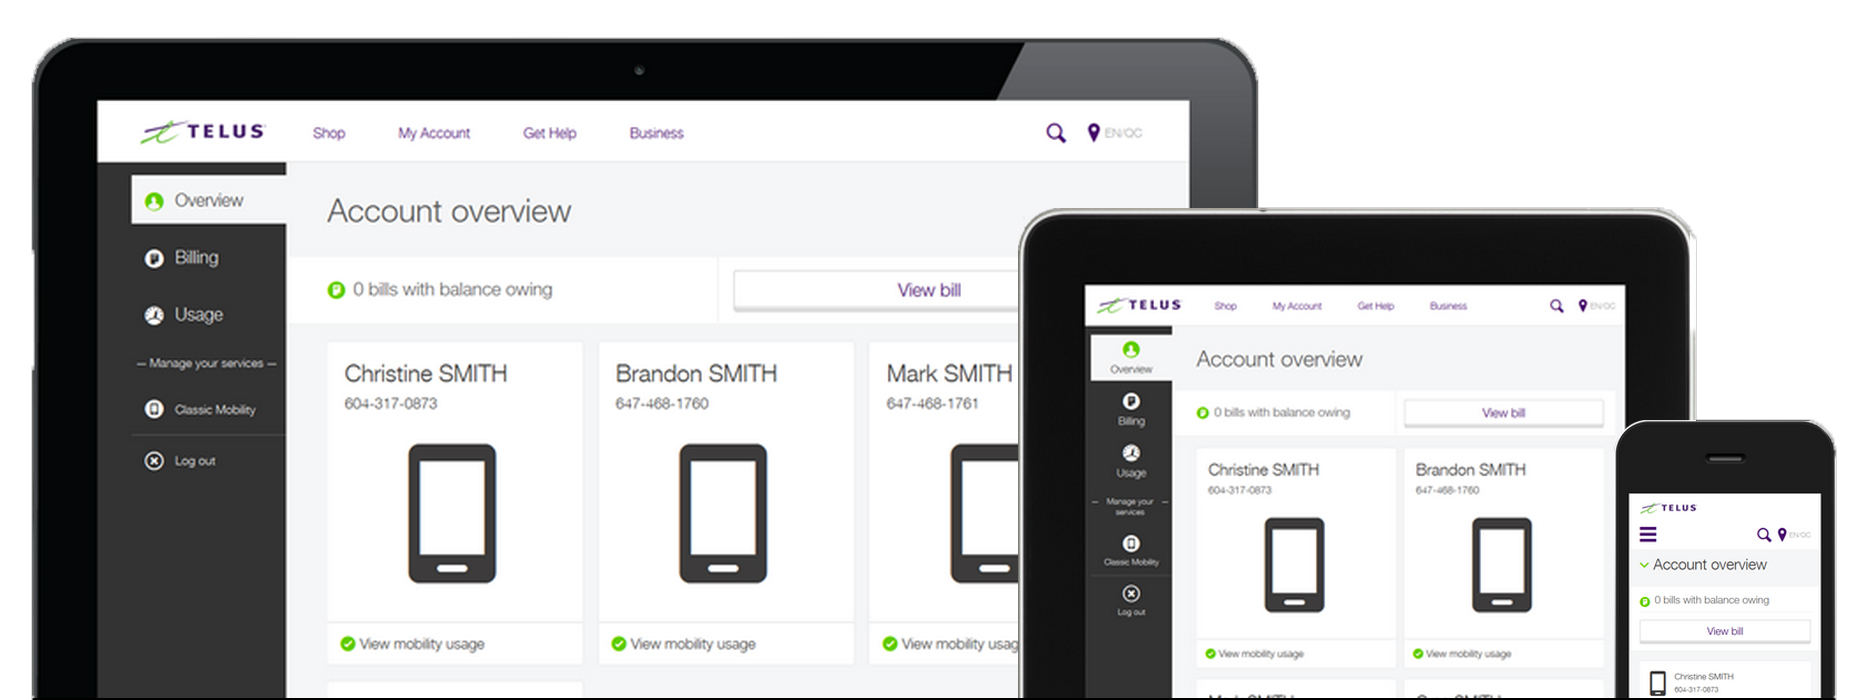 TELUS Shop My Account Get Help Business EN/QC
Overview
Billing
Usage
— Manage your services —
Classic Mobility
Log out
Account overview
0 bills with balance owing
View bill
Christine SMITH
604-317-0873
View mobility usage
Brandon SMITH
647-468-1760
View mobility usage
Mark SMITH
647-468-1761
View mobility usag
TELUS Shop My Account Get Help Business EN/QC
Overview
Billing
Usage
— Manage your —
services
Classic Mobility
Log out
Account overview
0 bills with balance owing
View bill
Christine SMITH
604-317-0873
View mobility usage
Brandon SMITH
647-468-1760
View mobility usage
TELUS
EN/QC
Account overview
0 bills with balance owing
View bill
Christine SMITH
604-317-0873